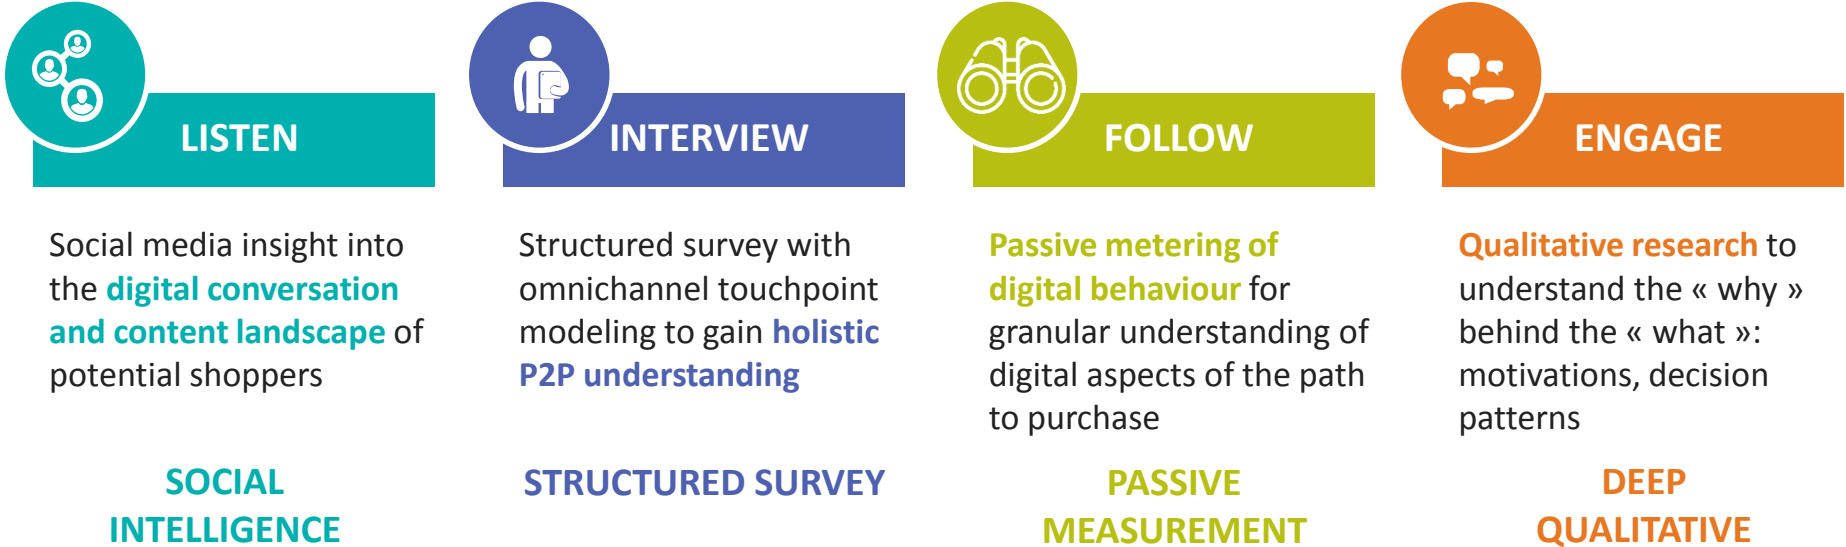 LISTEN
Social media insight into
the digital conversation
and content landscape of
potential shoppers
SOCIAL
INTELLIGENCE
INTERVIEW
Structured survey with
omnichannel touchpoint
modeling to gain holistic
P2P understanding
STRUCTURED SURVEY
FOLLOW
Passive metering of
digital behaviour for
granular understanding of
digital aspects of the path
to purchase
PASSIVE
MEASUREMENT
ENGAGE
Qualitative research to
understand the « why »
behind the « what »:
motivations, decision
patterns
DEEP
QUALITATIVE